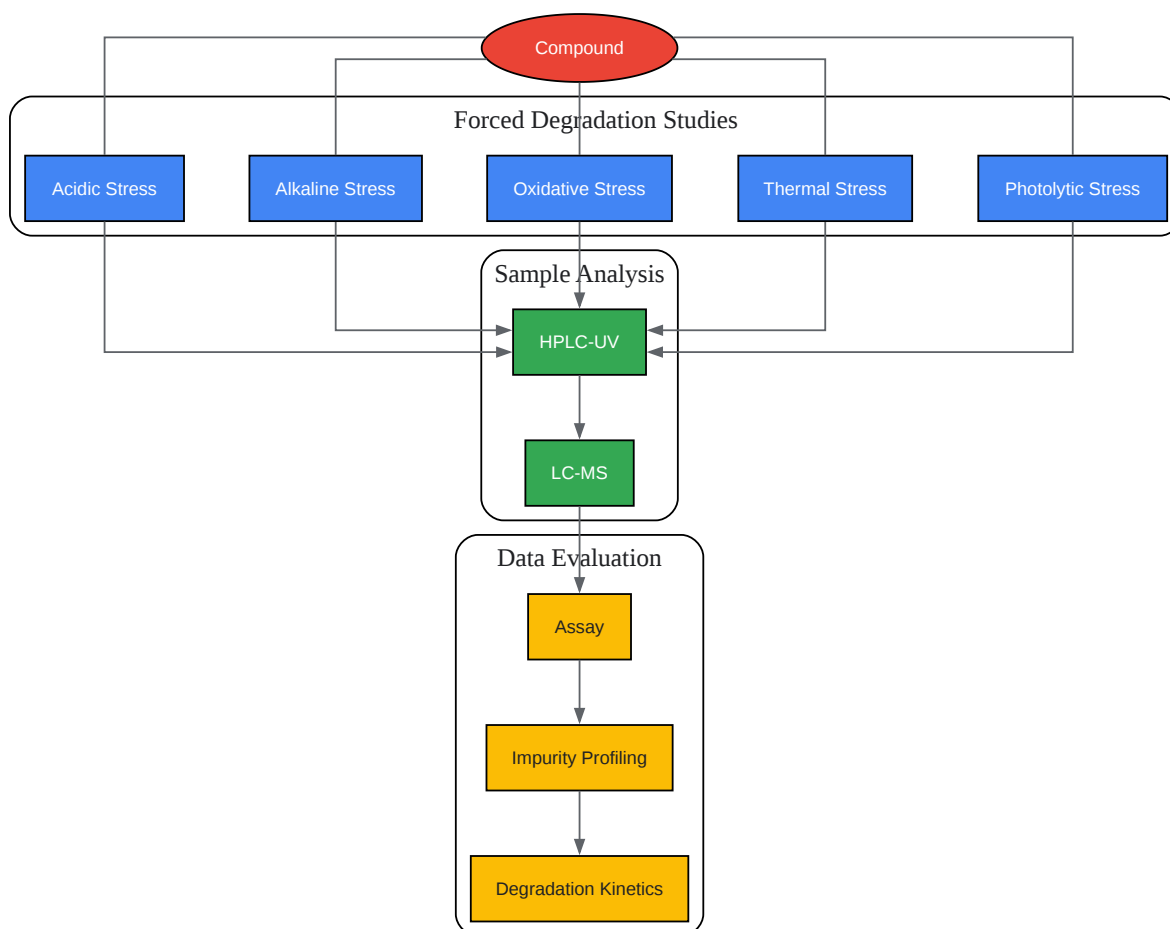 Compound
Forced Degradation Studies
Acidic Stress
Alkaline Stress
Oxidative Stress
Thermal Stress
Photolytic Stress
Sample Analysis
HPLC-UV
LC-MS
Data Evaluation
Assay
Impurity Profiling
Degradation Kinetics